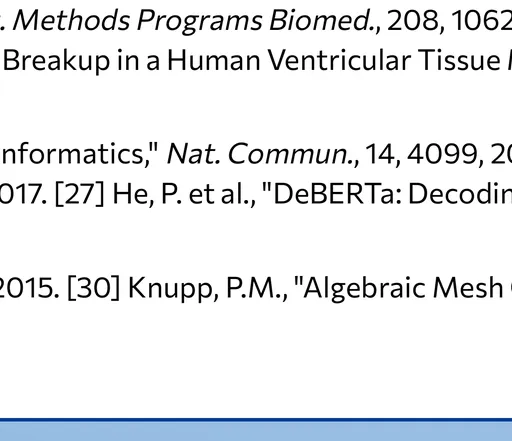 . Methods Programs Biomed., 208, 1062
Breakup in a Human Ventricular Tissue
nformatics," Nat. Commun., 14, 4099, 20
017. [27] He, P. et al., "DeBERTa: Decodin
2015. [30] Knupp, P.M., "Algebraic Mesh